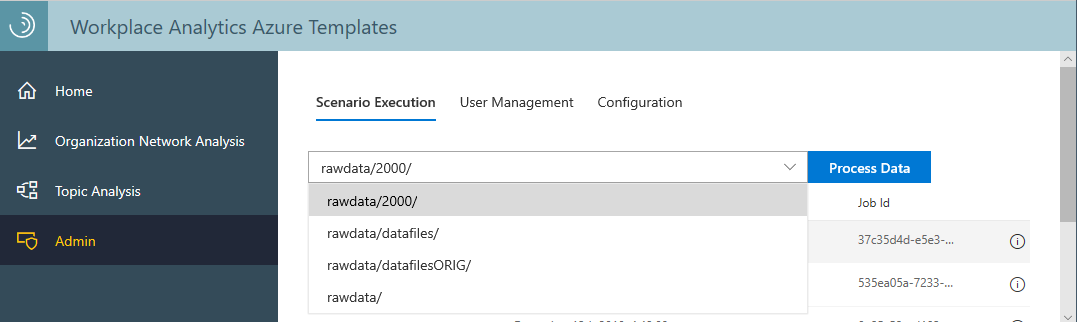 Workplace Analytics Azure Templates
Home
Organization Network Analysis
Topic Analysis
Admin
Scenario Execution User Management Configuration
rawdata/2000/
Process Data
rawdata/2000/
rawdata/datafiles/
rawdata/datafilesORIG/
rawdata/
Job Id
37c35d4d-e5e3-...
535ea05a-7233-...